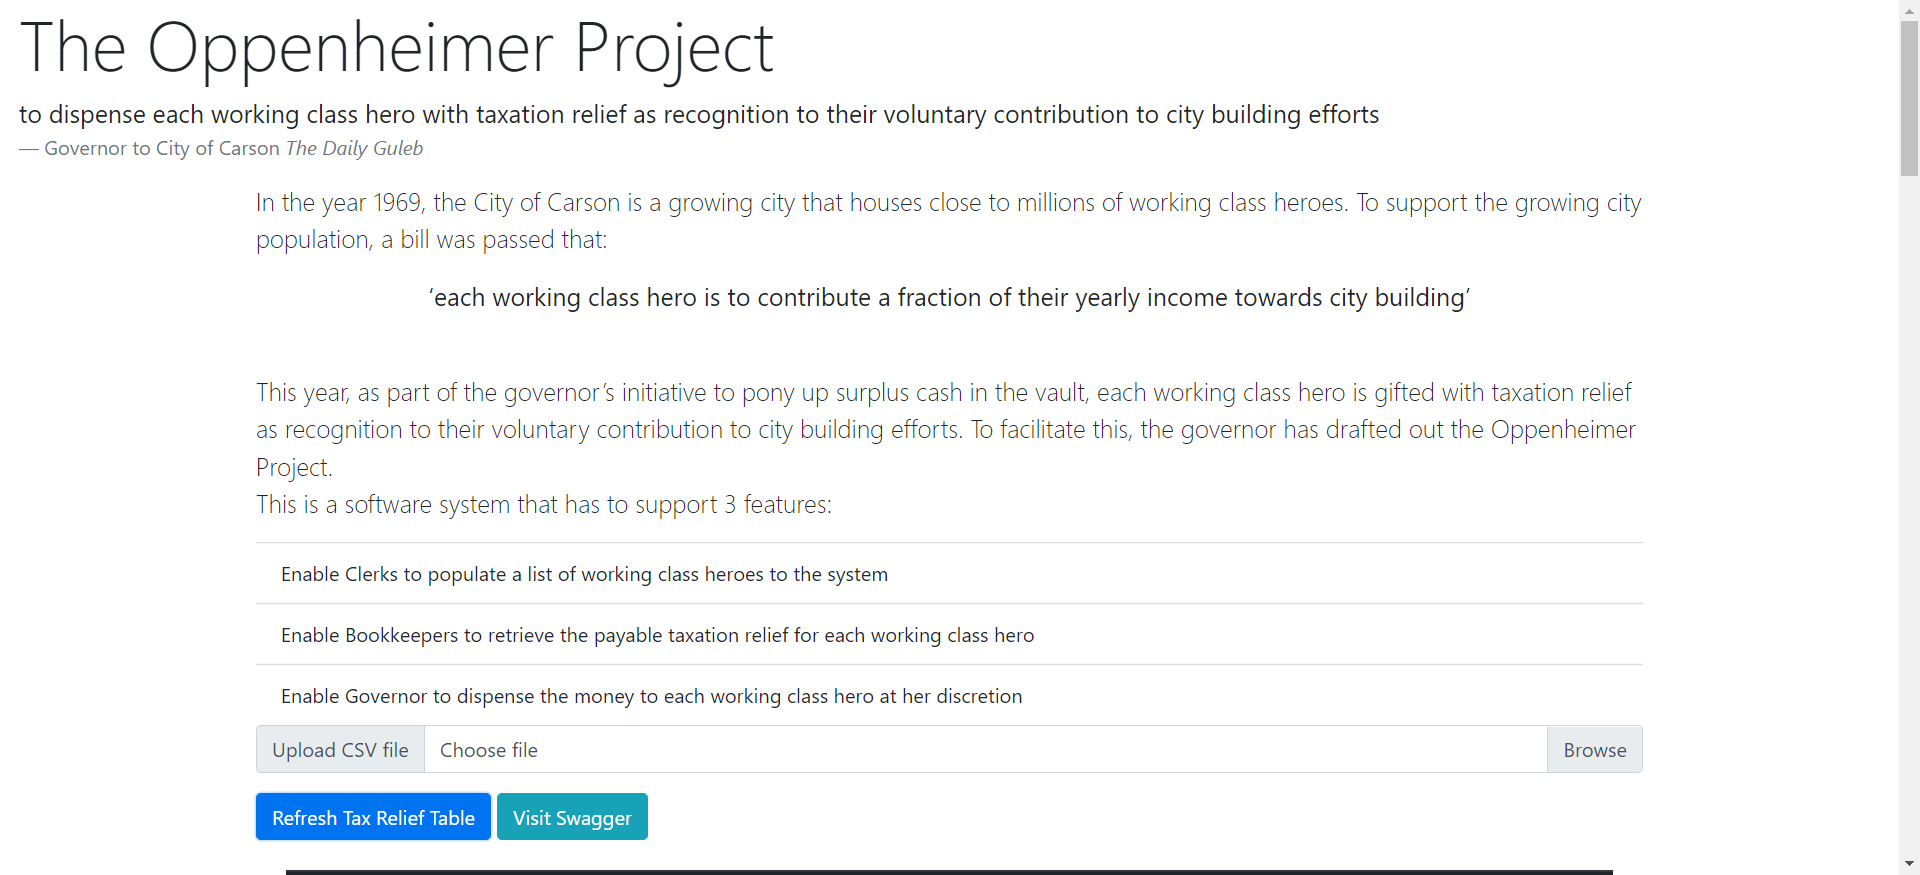 The Oppenheimer Project
to dispense each working class hero with taxation relief as recognition to their voluntary contribution to city building efforts
— Governor to City of Carson The Daily Guleb
In the year 1969, the City of Carson is a growing city that houses close to millions of working class heroes. To support the growing city
population, a bill was passed that:
‘each working class hero is to contribute a fraction of their yearly income towards city building’
This year, as part of the governor’s initiative to pony up surplus cash in the vault, each working class hero is gifted with taxation relief
as recognition to their voluntary contribution to city building efforts. To facilitate this, the governor has drafted out the Oppenheimer
Project.
This is a software system that has to support 3 features:
Enable Clerks to populate a list of working class heroes to the system
Enable Bookkeepers to retrieve the payable taxation relief for each working class hero
Enable Governor to dispense the money to each working class hero at her discretion
Upload CSV file Choose file Browse
Refresh Tax Relief Table Visit Swagger